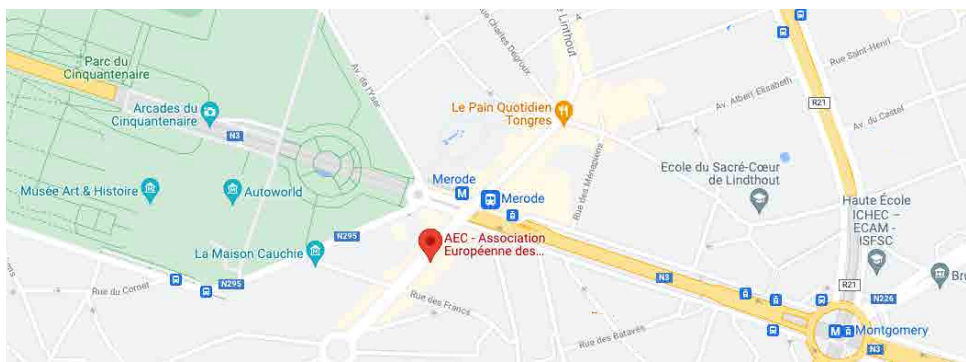 Parc du
Cinquantenaire
Arcades du
Cinquantenaire
N3
Av. de l'Yser
Rue Charles Degroux
Linthout
Le Pain Quotidien
Tongres
R21
Rue Saint-Henri
Av. Albert Elisabeth
Av. du Castel
Musée Art & Histoire
Autoworld
Merode
M
Merode
Rue des Ménapiens
Ecole du Sacré-Cœur
de Lindthout
Haute École
ICHEC –
ECAM -
ISFSC
La Maison Cauchie
N295
AEC - Association
Européenne des...
N295
Rue du Cornet
Rue des Francs
N3
Rue des Bataves
R21
N226
Bru
M
Montgomery
N3